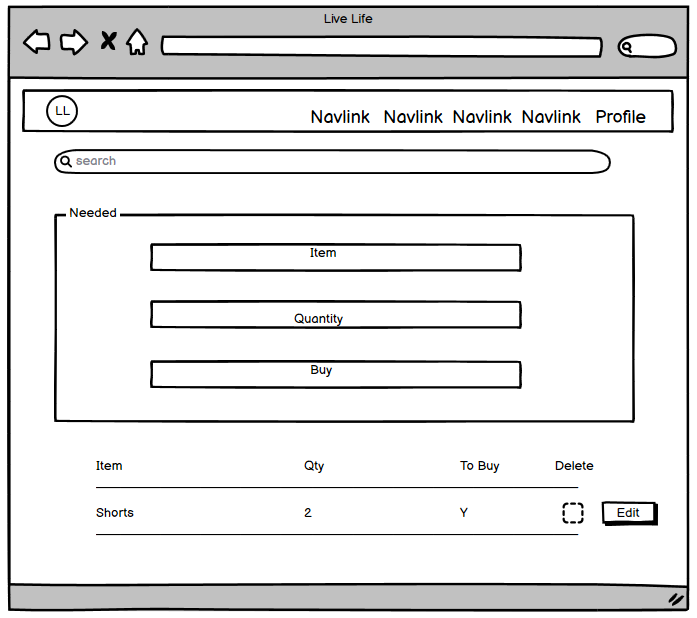 Live Life
LL
Navlink Navlink Navlink Navlink Profile
search
Needed
Item
Quantity
Buy
Item Qty To Buy Delete
Shorts 2 Y Edit